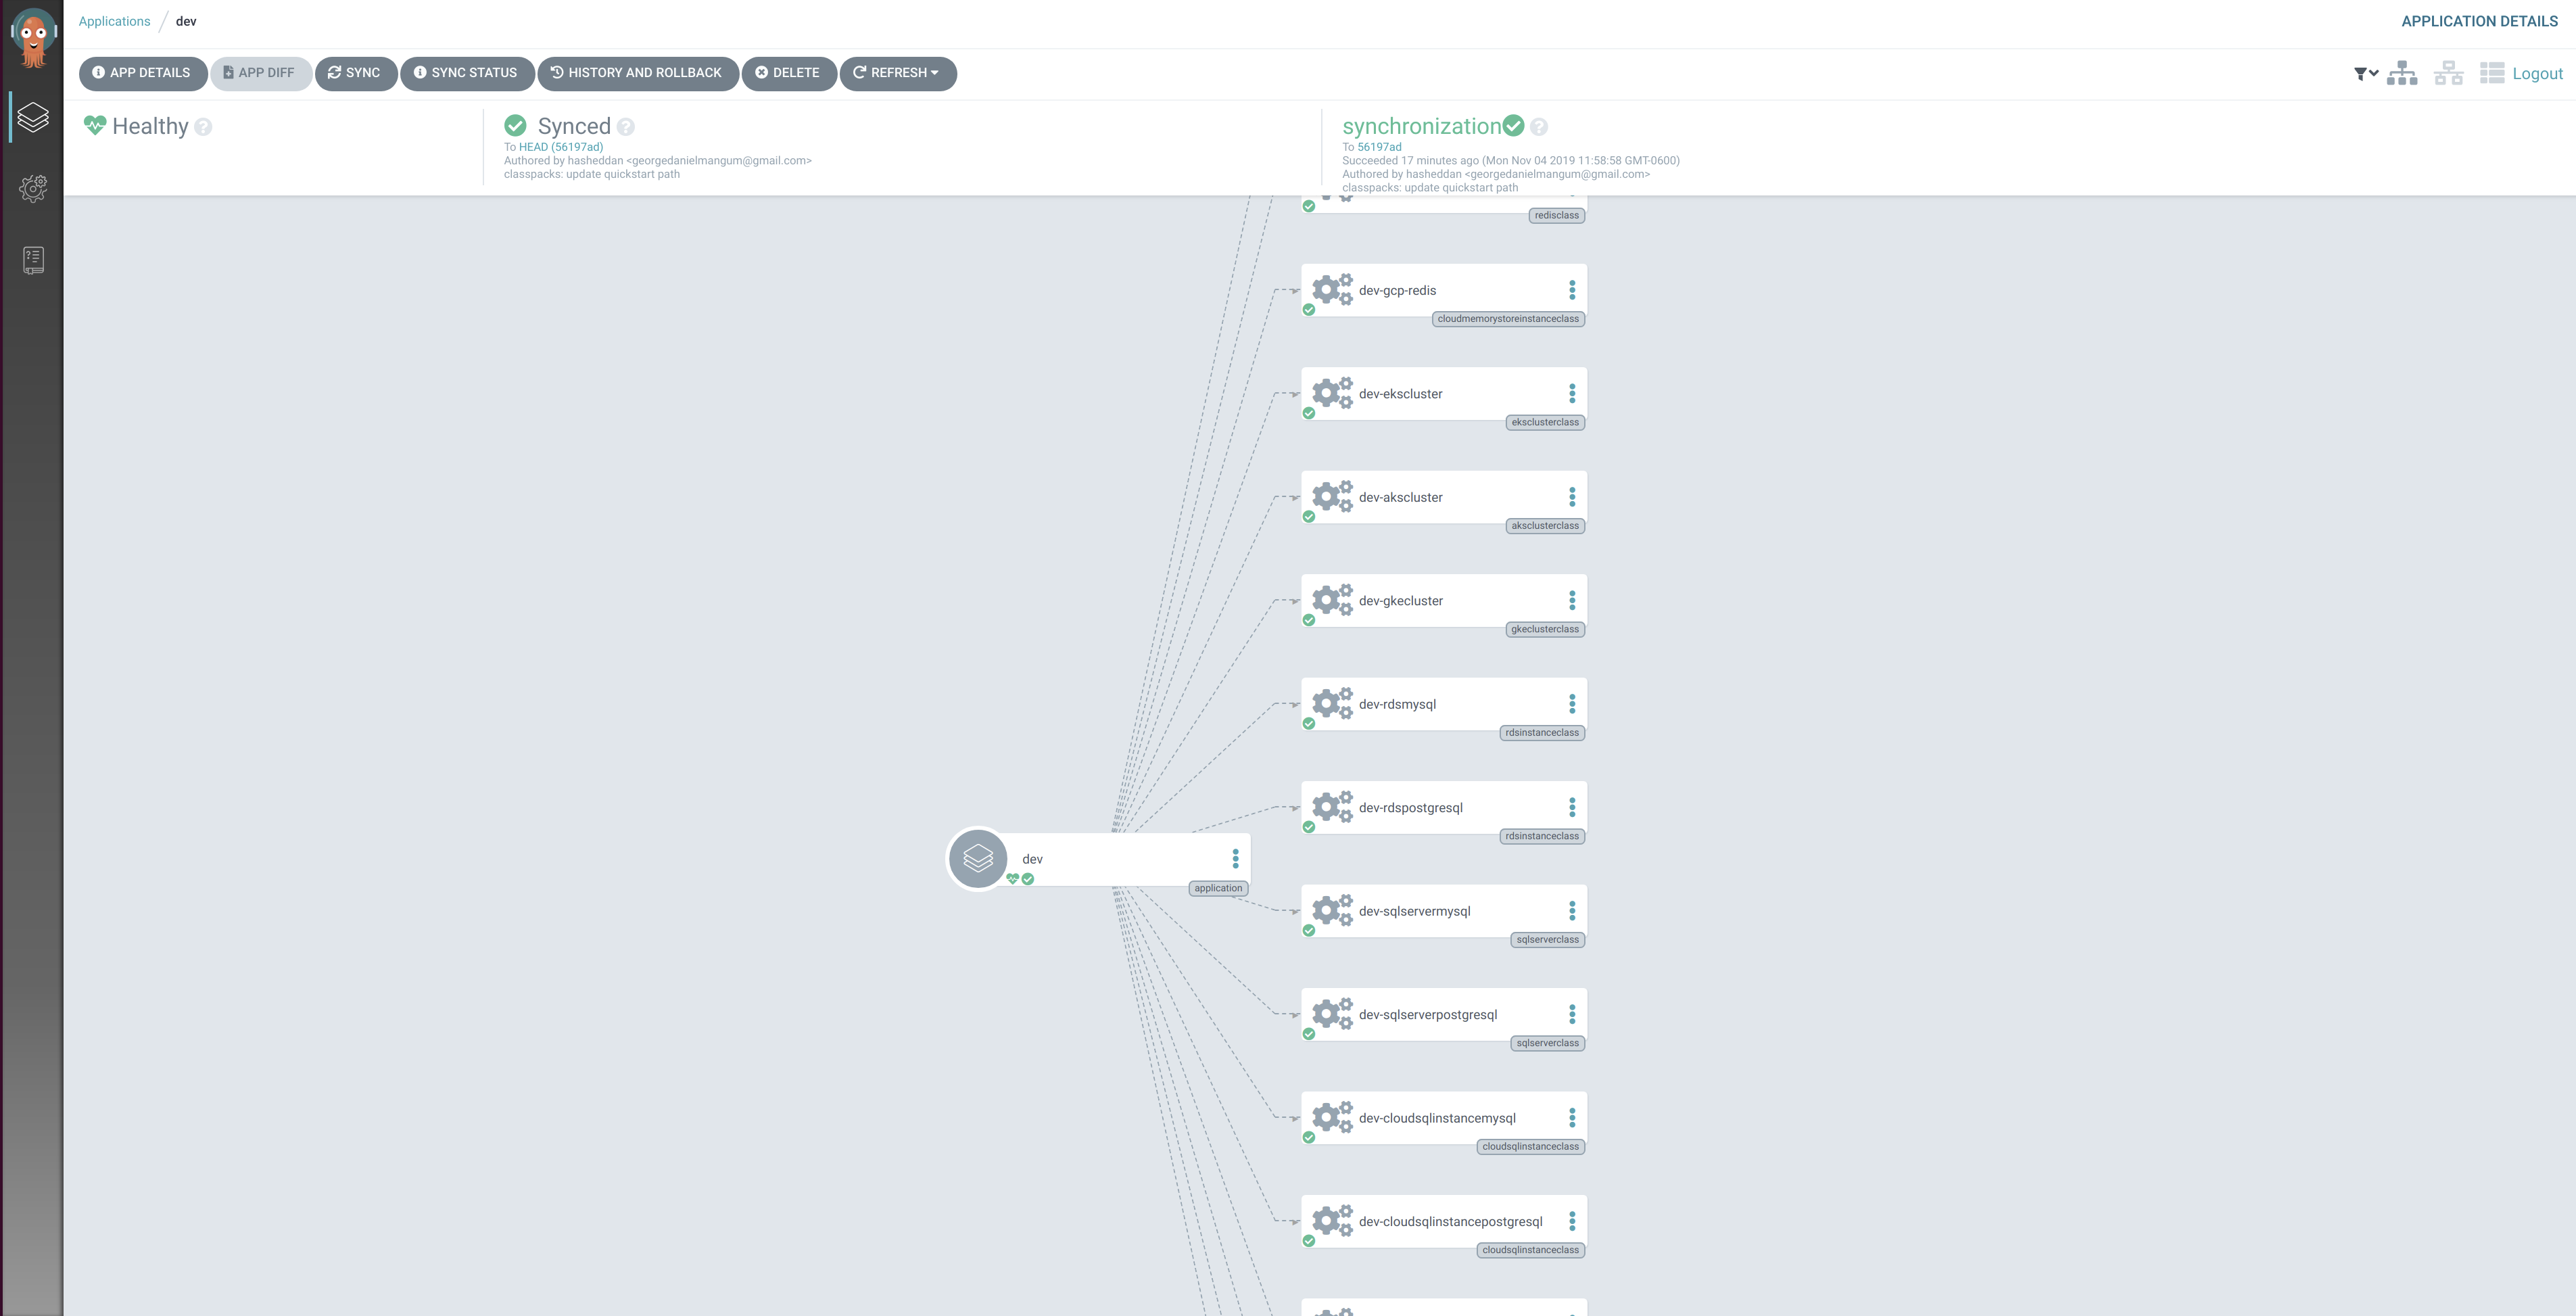 Applications / dev
APPLICATION DETAILS
APP DETAILS
APP DIFF
SYNC
SYNC STATUS
HISTORY AND ROLLBACK
DELETE
REFRESH
Logout
Healthy
Synced
To HEAD (56197ad)
Authored by hasheddan <georgedanielmangum@gmail.com>
classpacks: update quickstart path
synchronization
To 56197ad
Succeeded 17 minutes ago (Mon Nov 04 2019 11:58:58 GMT-0600)
Authored by hasheddan <georgedanielmangum@gmail.com>
classpacks: update quickstart path
redisclass
dev-gcp-redis
cloudmemorystoreinstanceclass
dev-ekscluster
eksclusterclass
dev-akscluster
aksclusterclass
dev-gkecluster
gkeclusterclass
dev-rdsmysql
rdsinstanceclass
dev-rdspostgresql
rdsinstanceclass
dev
application
dev-sqlservermysql
sqlserverclass
dev-sqlserverpostgresql
sqlserverclass
dev-cloudsqlinstancemysql
cloudsqlinstanceclass
dev-cloudsqlinstancepostgresql
cloudsqlinstanceclass